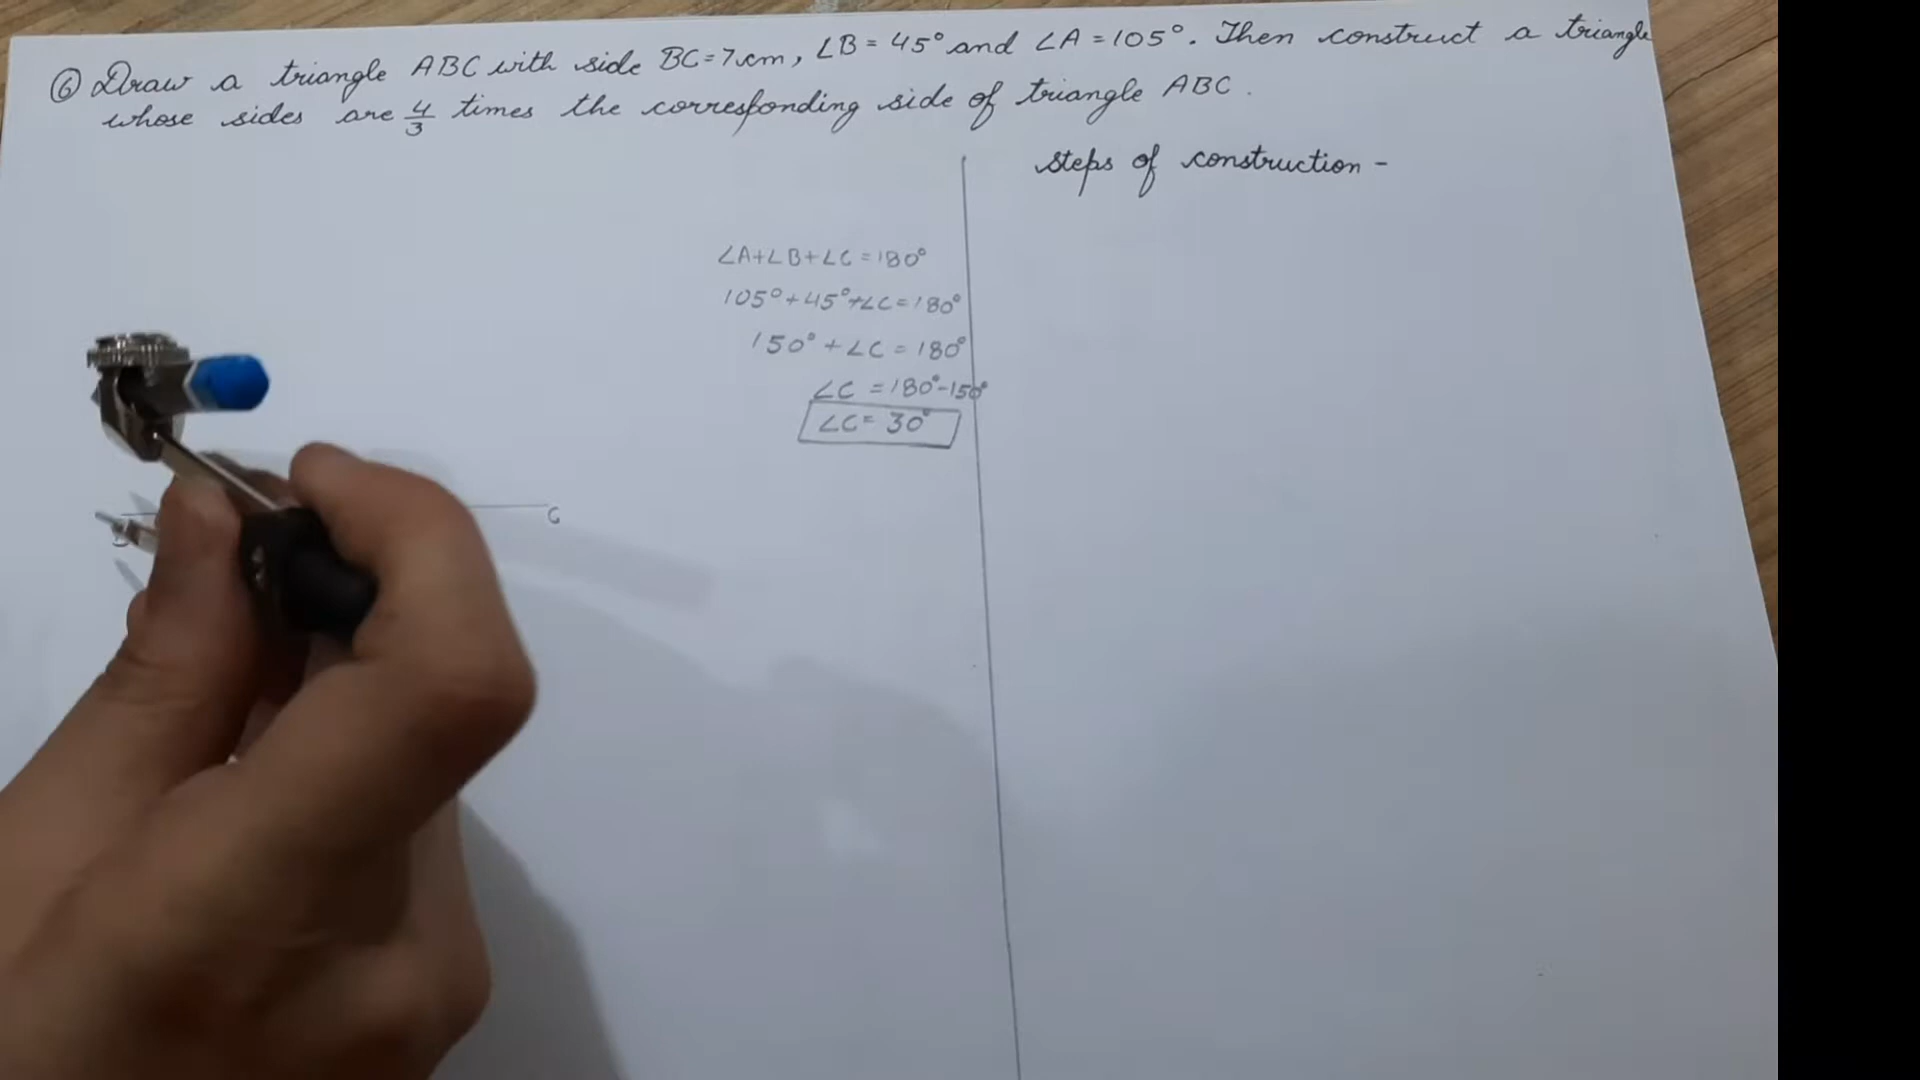 ⑥ Draw a triangle ABC with side BC=7cm, ∠B = 45° and ∠A = 105°. Then construct a triangle
whose sides are 4/3 times the corresponding side of triangle ABC.
steps of construction -
∠A+∠B+∠C=180°
105°+45°+∠C=180°
150°+∠C=180°
∠C=180°-150°
∠C=30°
B
C